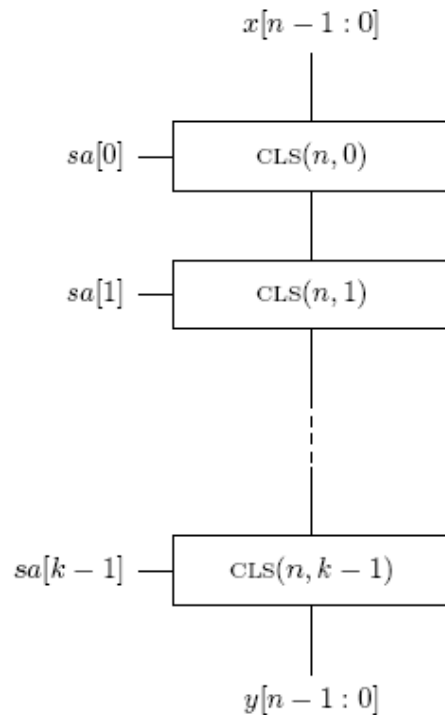 x[n − 1 : 0]
sa[0] CLS(n, 0)
sa[1] CLS(n, 1)
sa[k − 1] CLS(n, k − 1)
y[n − 1 : 0]